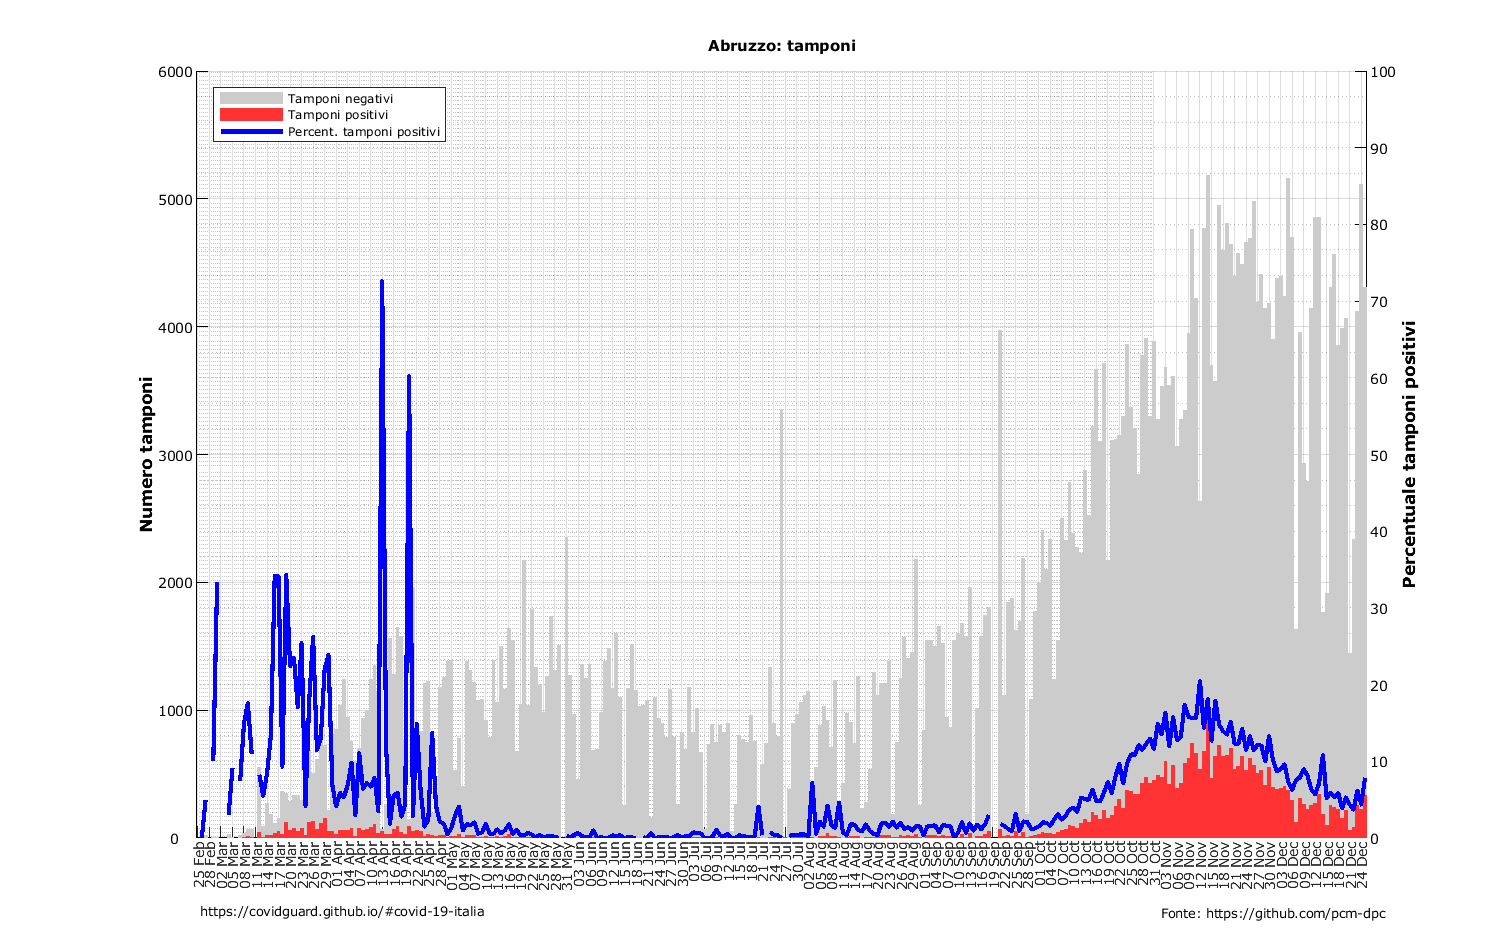 Abruzzo: tamponi
Tamponi negativi
Tamponi positivi
Percent. tamponi positivi
Numero tamponi
6000
5000
4000
3000
2000
1000
0
Percentuale tamponi positivi
100
90
80
70
60
50
40
30
20
10
0
25 Feb
28 Feb
02 Mar
05 Mar
08 Mar
11 Mar
14 Mar
17 Mar
20 Mar
23 Mar
26 Mar
29 Mar
01 Apr
04 Apr
07 Apr
10 Apr
13 Apr
16 Apr
19 Apr
22 Apr
25 Apr
28 Apr
01 May
04 May
07 May
10 May
13 May
16 May
19 May
22 May
25 May
28 May
31 May
03 Jun
06 Jun
09 Jun
12 Jun
15 Jun
18 Jun
21 Jun
24 Jun
27 Jun
30 Jun
03 Jul
06 Jul
09 Jul
12 Jul
15 Jul
18 Jul
21 Jul
24 Jul
27 Jul
30 Jul
02 Aug
05 Aug
08 Aug
11 Aug
14 Aug
17 Aug
20 Aug
23 Aug
26 Aug
29 Aug
01 Sep
04 Sep
07 Sep
10 Sep
13 Sep
16 Sep
19 Sep
22 Sep
25 Sep
28 Sep
01 Oct
04 Oct
07 Oct
10 Oct
13 Oct
16 Oct
19 Oct
22 Oct
25 Oct
28 Oct
31 Oct
03 Nov
06 Nov
09 Nov
12 Nov
15 Nov
18 Nov
21 Nov
24 Nov
27 Nov
30 Nov
03 Dec
06 Dec
09 Dec
12 Dec
15 Dec
18 Dec
21 Dec
24 Dec
https://covidguard.github.io/#covid-19-italia
Fonte: https://github.com/pcm-dpc